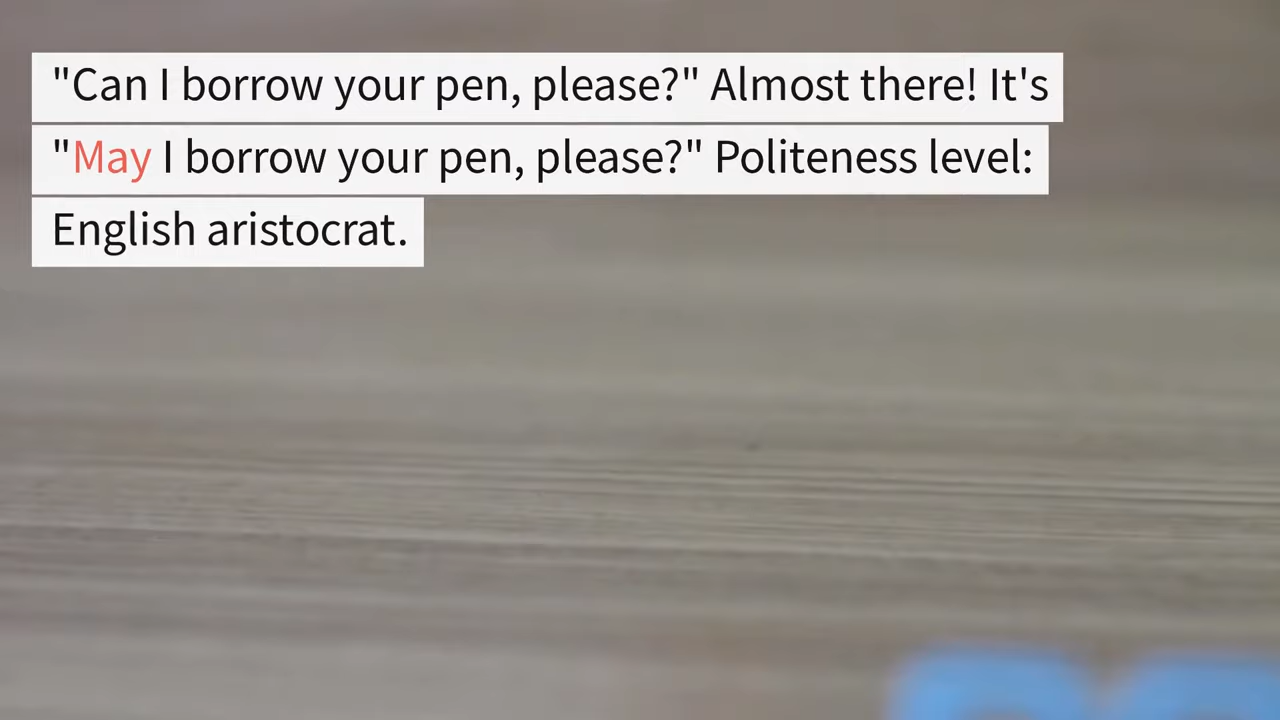 "Can I borrow your pen, please?" Almost there! It's
"May I borrow your pen, please?" Politeness level:
English aristocrat.